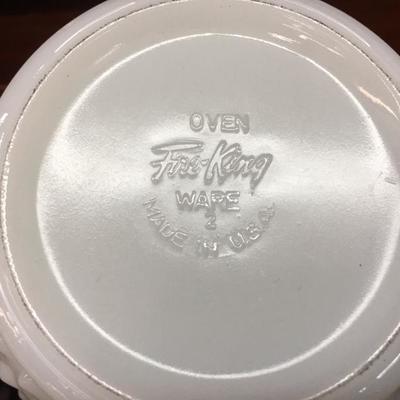 OVEN
Fire-King
WARE
2
MADE IN U.S.A.